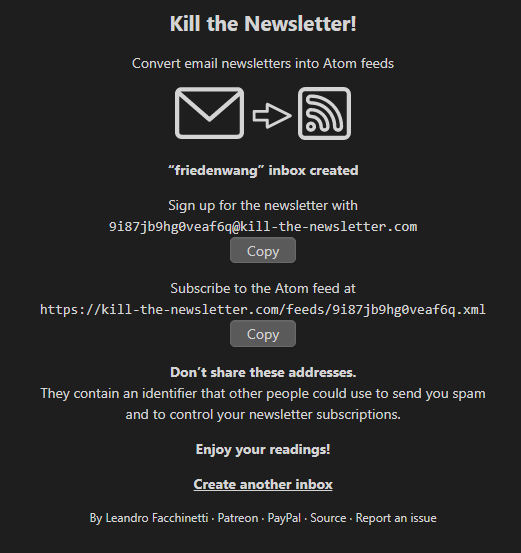 Kill the Newsletter!
Convert email newsletters into Atom feeds
“friedenwang” inbox created
Sign up for the newsletter with
9i87jb9hg0veaf6q@kill-the-newsletter.com
Copy
Subscribe to the Atom feed at
https://kill-the-newsletter.com/feeds/9i87jb9hg0veaf6q.xml
Copy
Don’t share these addresses.
They contain an identifier that other people could use to send you spam
and to control your newsletter subscriptions.
Enjoy your readings!
Create another inbox
By Leandro Facchinetti · Patreon · PayPal · Source · Report an issue